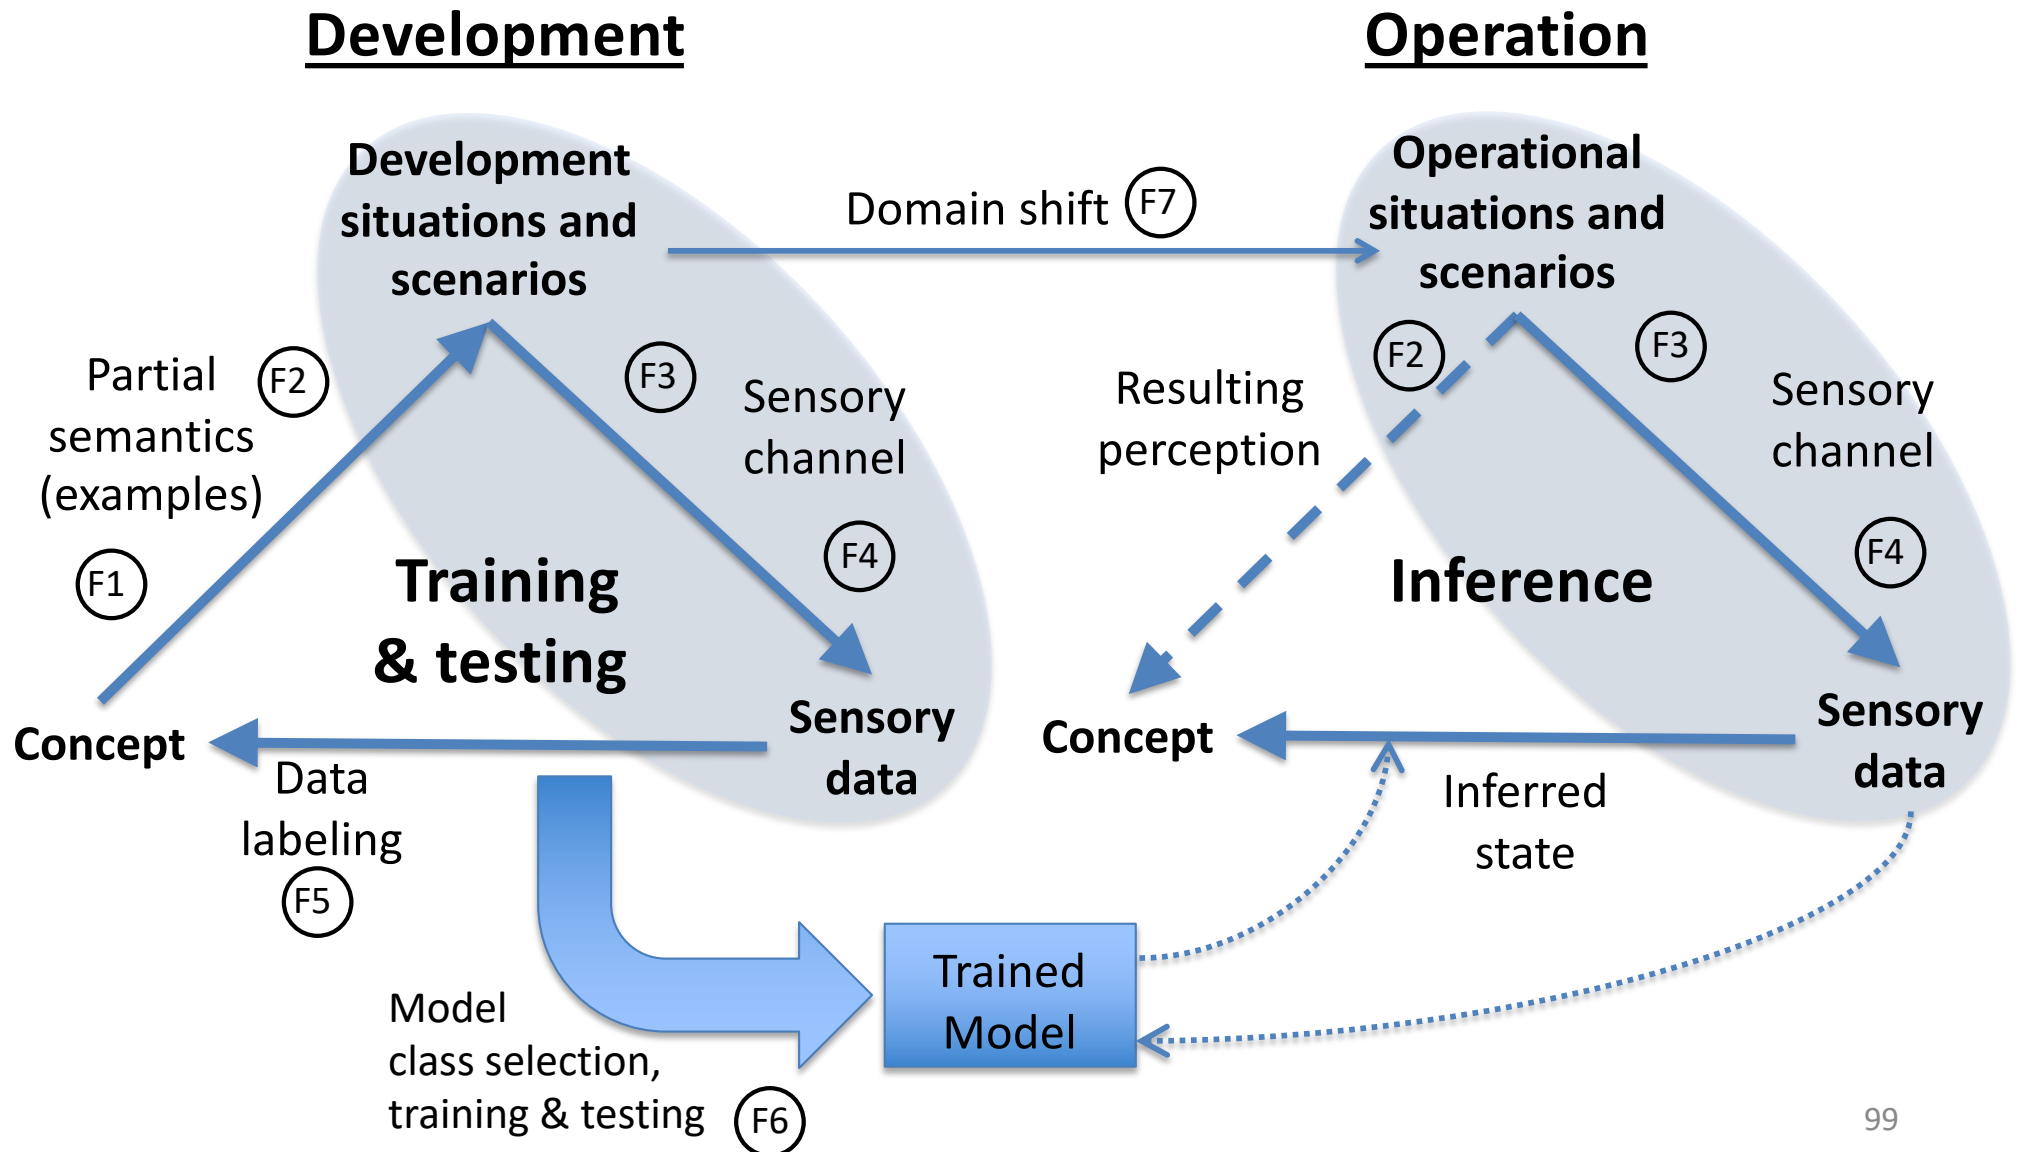 Development
Operation
Development
situations and
scenarios
Domain shift F7
Operational
situations and
scenarios
Partial
semantics
(examples)
F2
F1
F3
Sensory
channel
F4
Training
& testing
Concept
Sensory
data
Data
labeling
F5
Resulting
perception
F2
F3
Sensory
channel
F4
Inference
Concept
Sensory
data
Inferred
state
Model
class selection,
training & testing
F6
Trained
Model
99